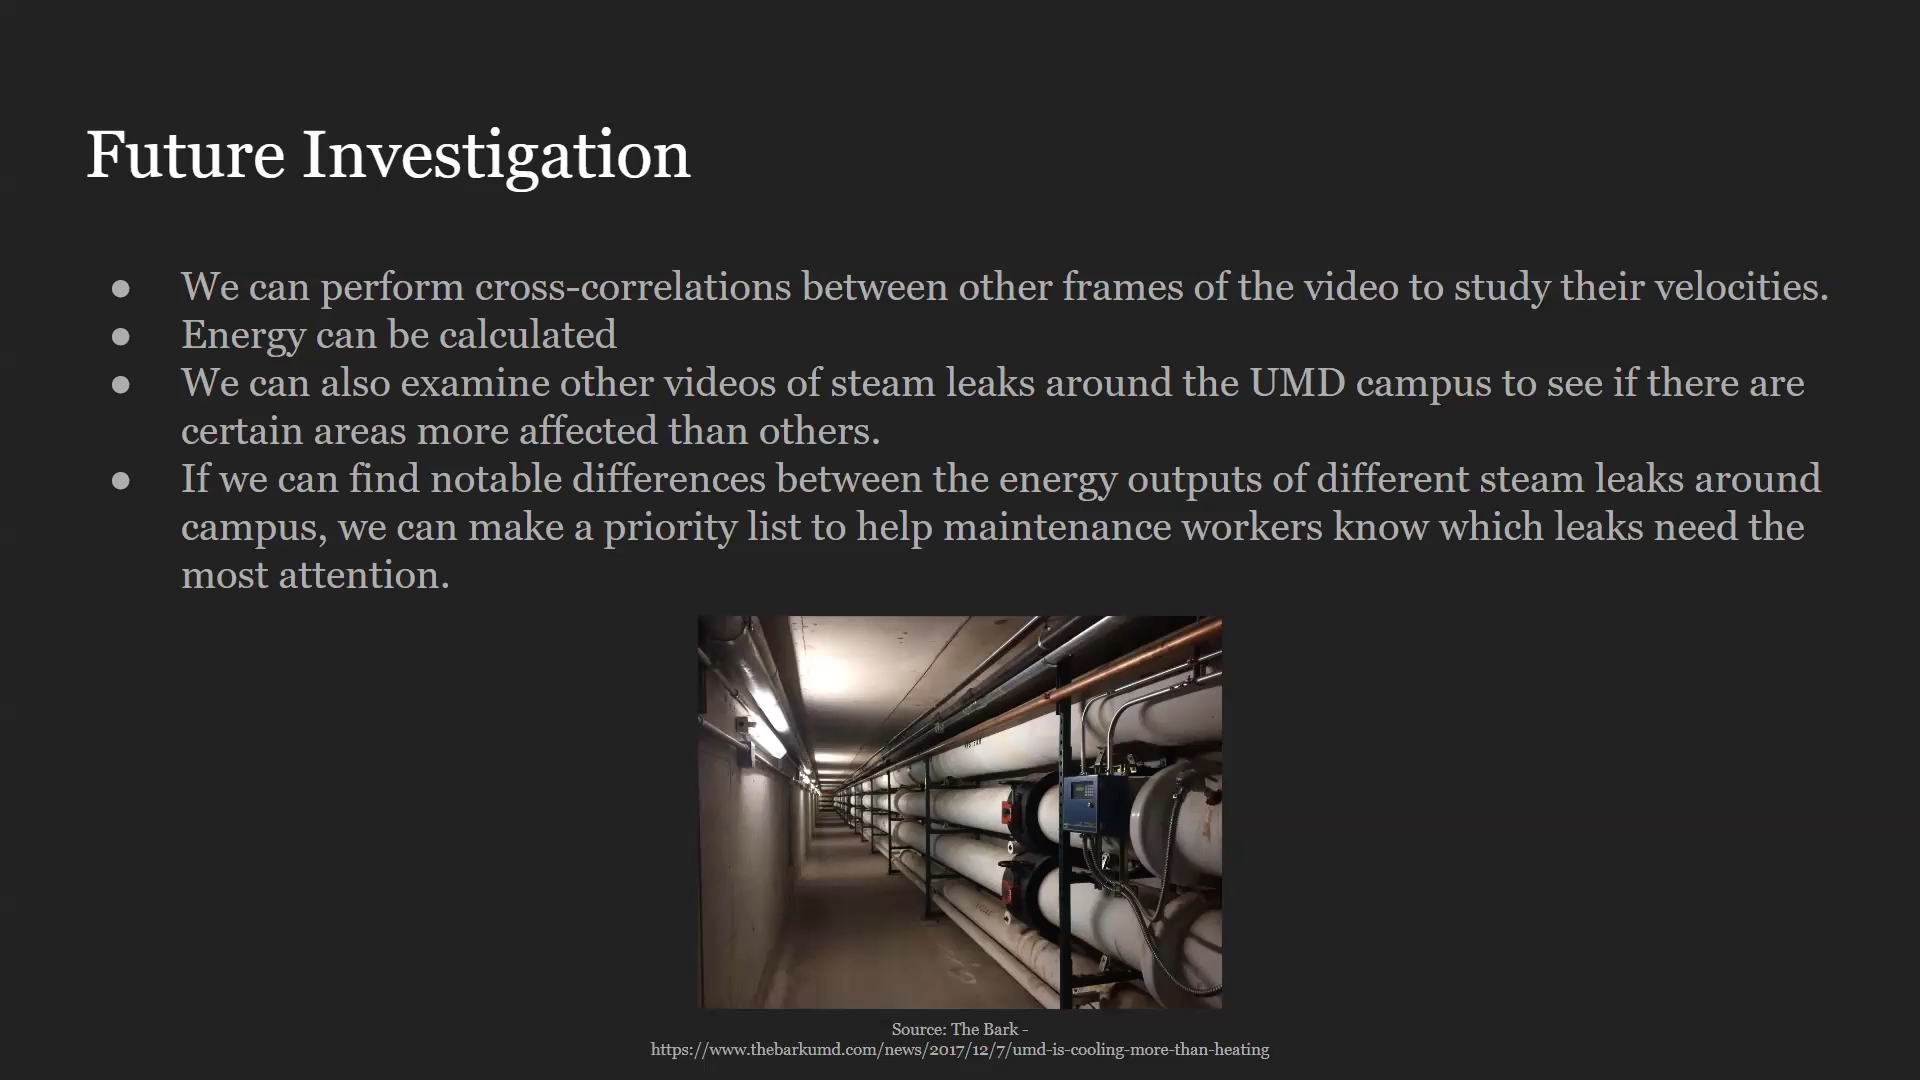 Future Investigation
● We can perform cross-correlations between other frames of the video to study their velocities.
● Energy can be calculated
● We can also examine other videos of steam leaks around the UMD campus to see if there are
certain areas more affected than others.
● If we can find notable differences between the energy outputs of different steam leaks around
campus, we can make a priority list to help maintenance workers know which leaks need the
most attention.
Source: The Bark -
https://www.thebarkumd.com/news/2017/12/7/umd-is-cooling-more-than-heating